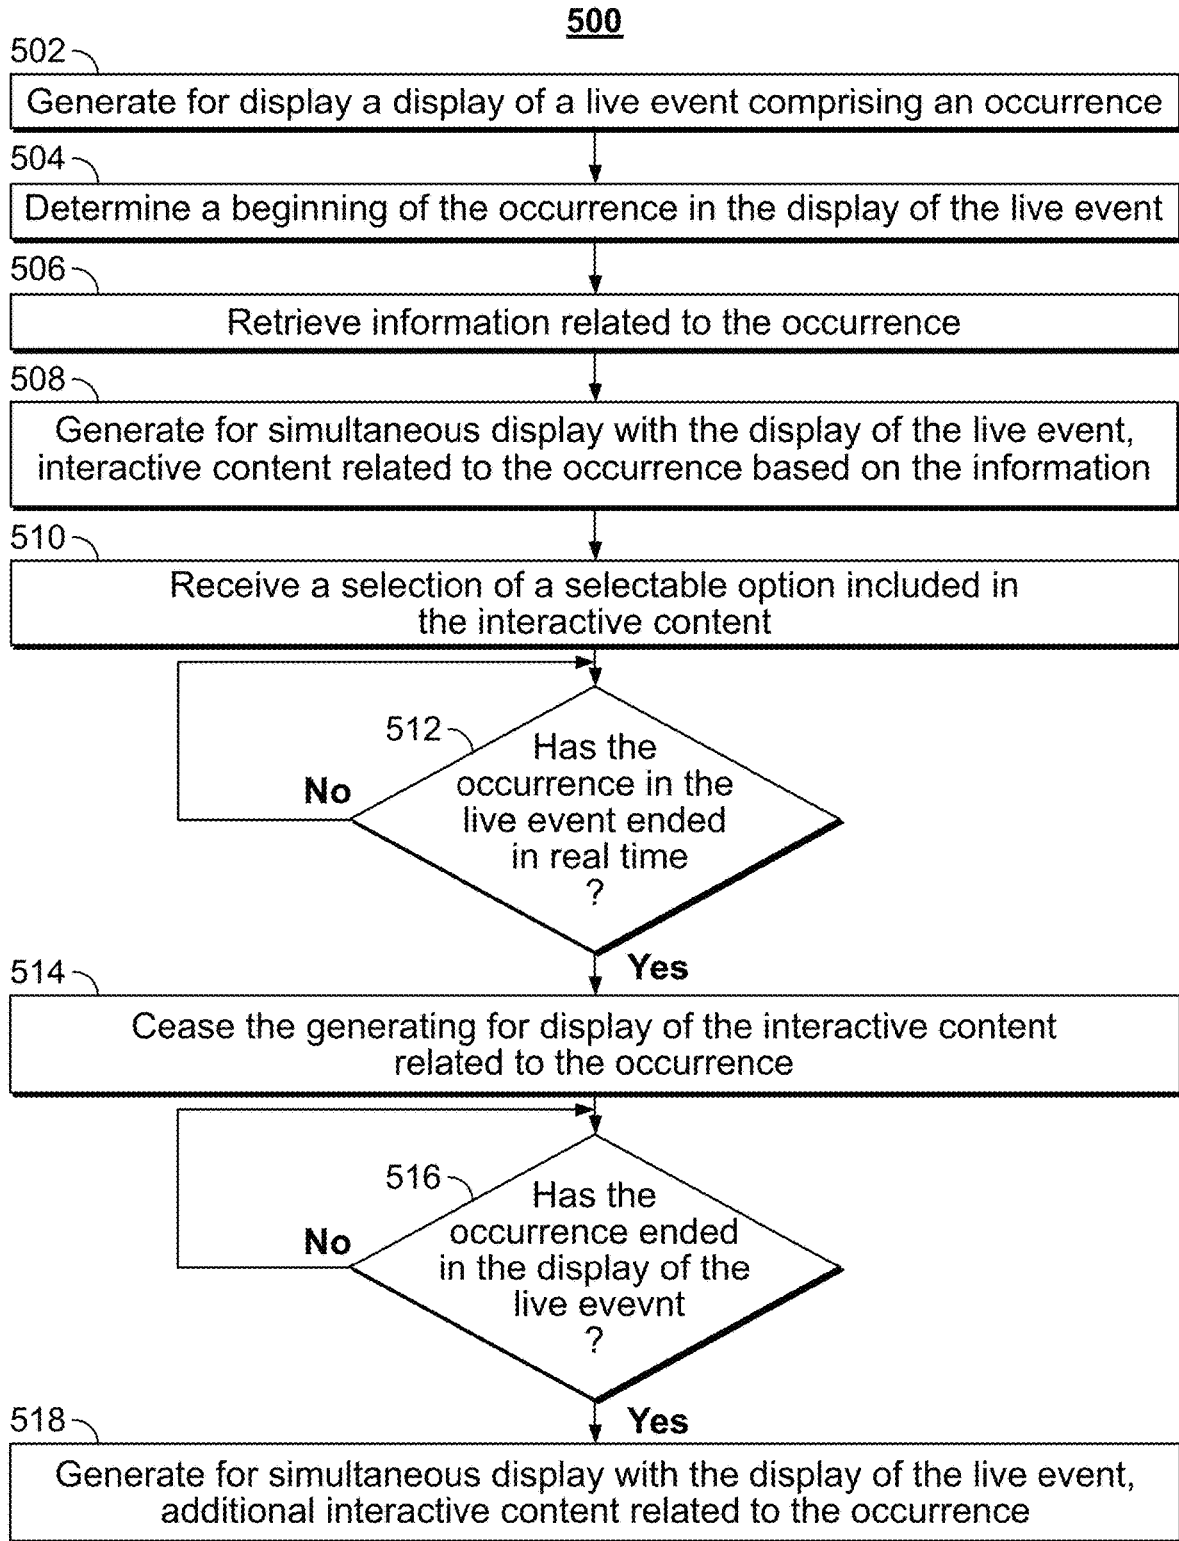 500
502
Generate for display a display of a live event comprising an occurrence
504
Determine a beginning of the occurrence in the display of the live event
506
Retrieve information related to the occurrence
508
Generate for simultaneous display with the display of the live event,
interactive content related to the occurrence based on the information
510
Receive a selection of a selectable option included in
the interactive content
512
Has the
occurrence in the
live event ended
in real time
?
No
Yes
514
Cease the generating for display of the interactive content
related to the occurrence
516
Has the
occurrence ended
in the display of the
live evevnt
?
No
Yes
518
Generate for simultaneous display with the display of the live event,
additional interactive content related to the occurrence